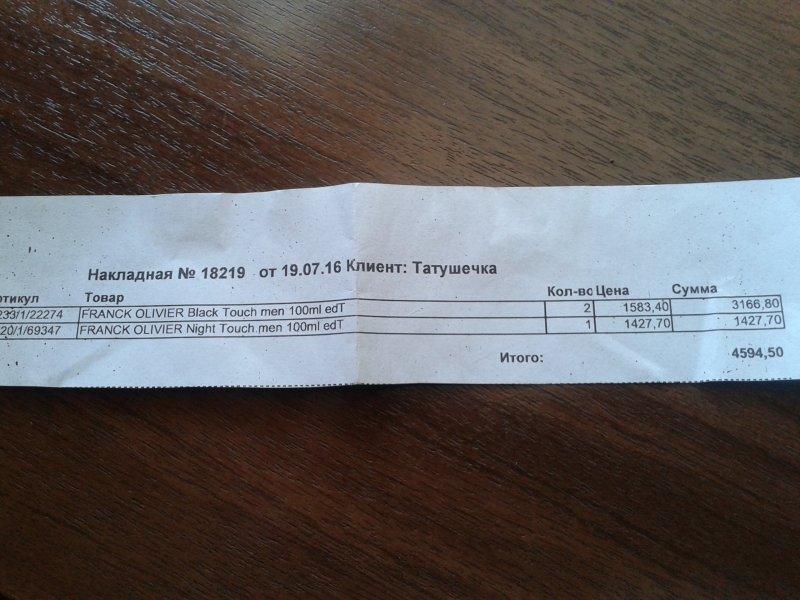 Накладная № 18219 от 19.07.16 Клиент: Татушечка
ртикул Товар Кол-вс Цена Сумма
233/1/22274 FRANCK OLIVIER Black Touch men 100ml edT 2 1583,40 3166,80
20/1/69347 FRANCK OLIVIER Night Touch men 100ml edT 1 1427,70 1427,70
Итого: 4594,50